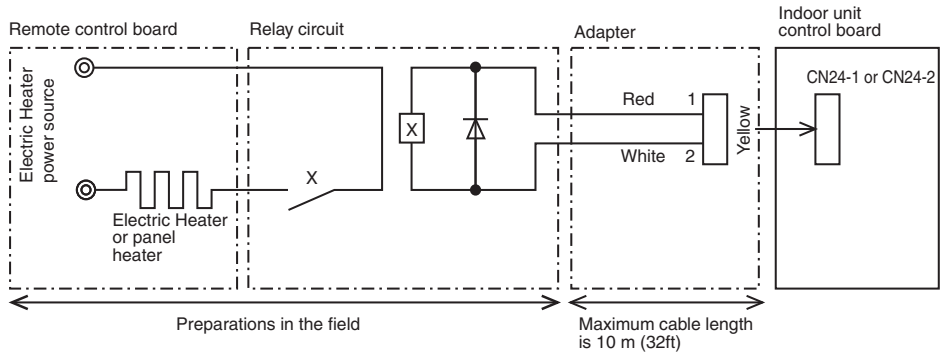 Remote control board
Relay circuit
Adapter
Indoor unit
control board
Electric Heater
power source
Electric Heater
or panel
heater
X
X
Red 1
White 2
Yellow
CN24-1 or CN24-2
Preparations in the field
Maximum cable length
is 10 m (32ft)